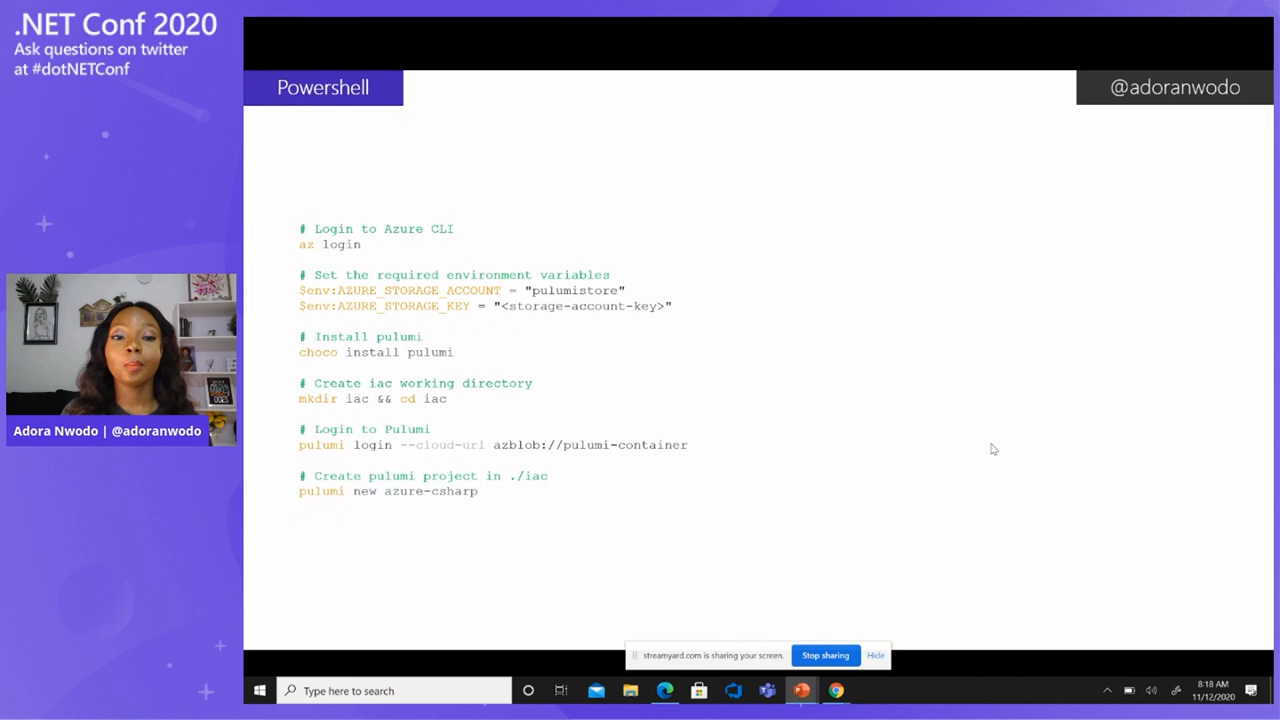 .NET Conf 2020
Ask questions on twitter
at #dotNETConf
Powershell
@adoranwodo
# Login to Azure CLI
az login
# Set the required environment variables
$env:AZURE_STORAGE_ACCOUNT = "pulumistore"
$env:AZURE_STORAGE_KEY = "<storage-account-key>"
# Install pulumi
choco install pulumi
# Create iac working directory
mkdir iac && cd iac
# Login to Pulumi
pulumi login --cloud-url azblob://pulumi-container
# Create pulumi project in ./iac
pulumi new azure-csharp
Adora Nwodo | @adoranwodo
streamyard.com is sharing your screen.
Stop sharing
Hide
Type here to search
8:18 AM
11/12/2020